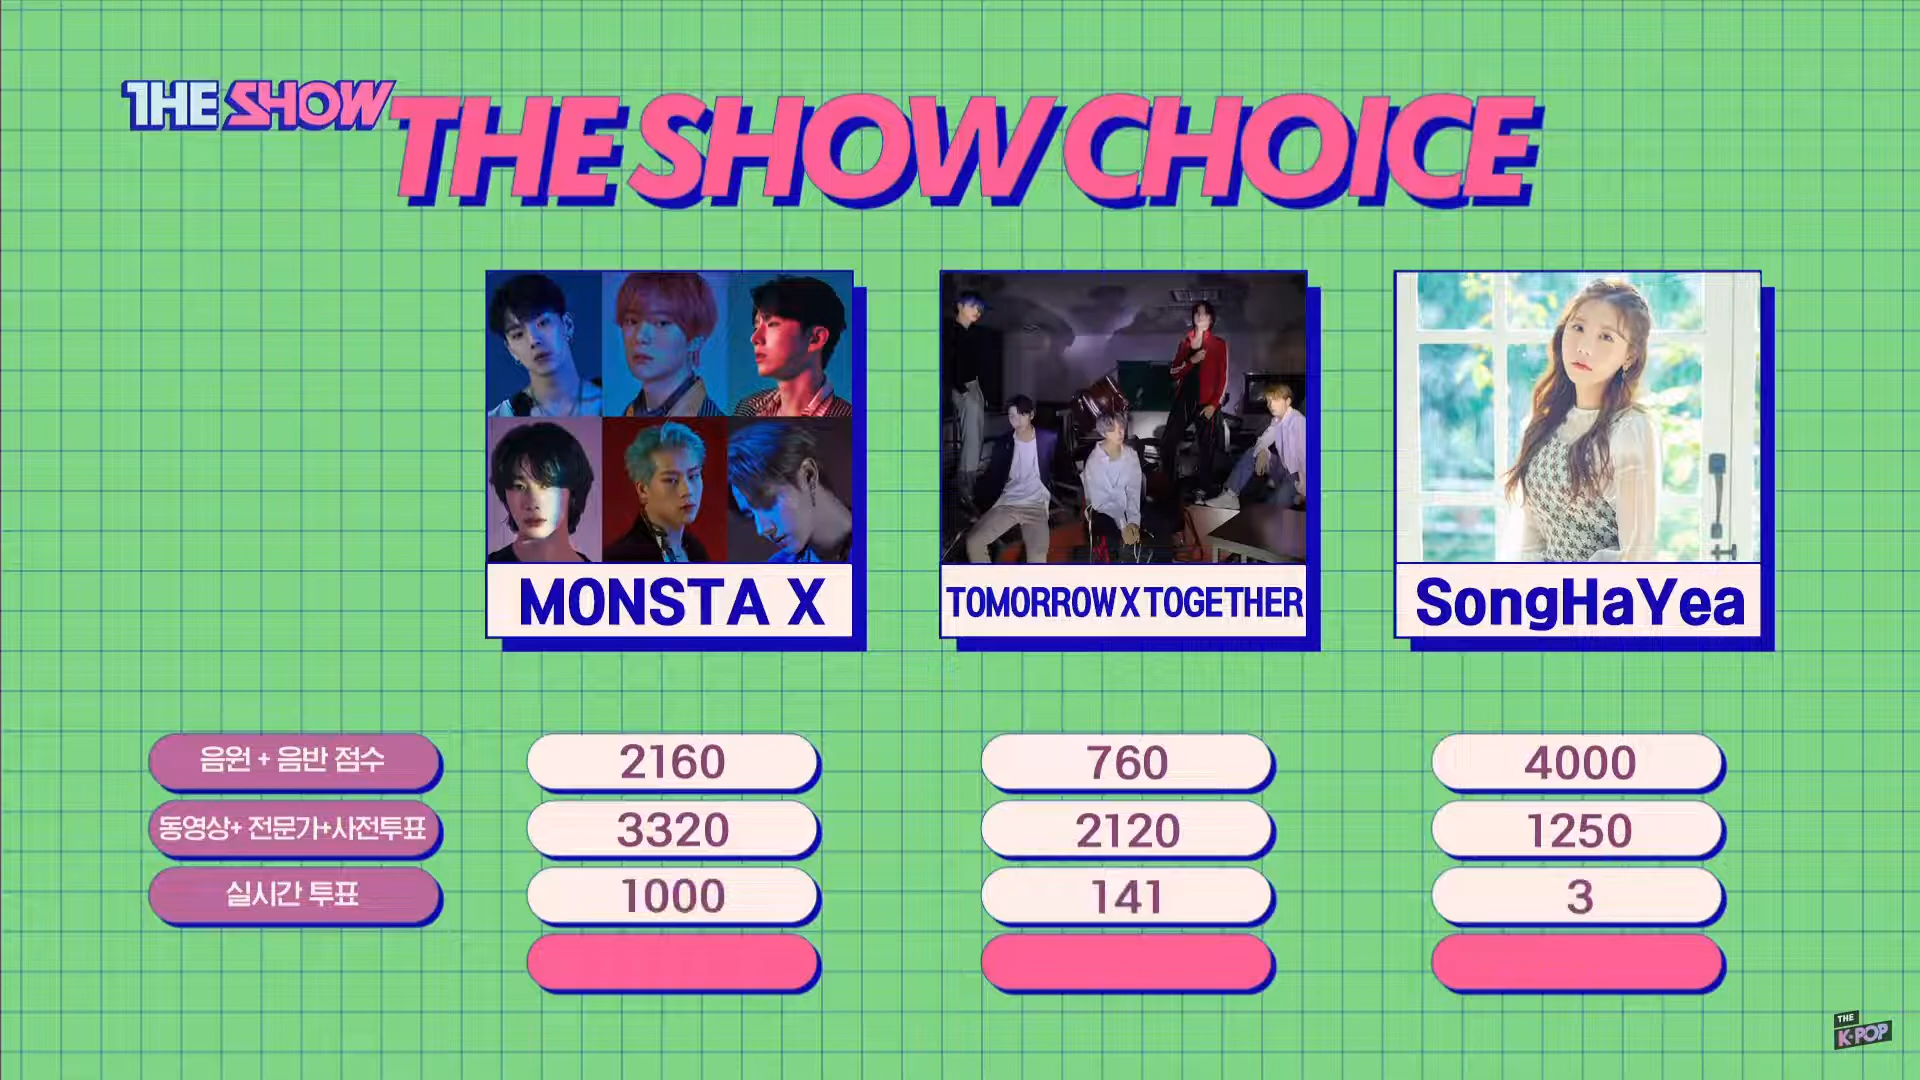 THE SHOW
THE SHOW CHOICE
MONSTA X
TOMORROW X TOGETHER
SongHaYea
음원 + 음반 점수
2160
760
4000
동영상+ 전문가+사전투표
3320
2120
1250
실시간 투표
1000
141
3
THE
K-POP